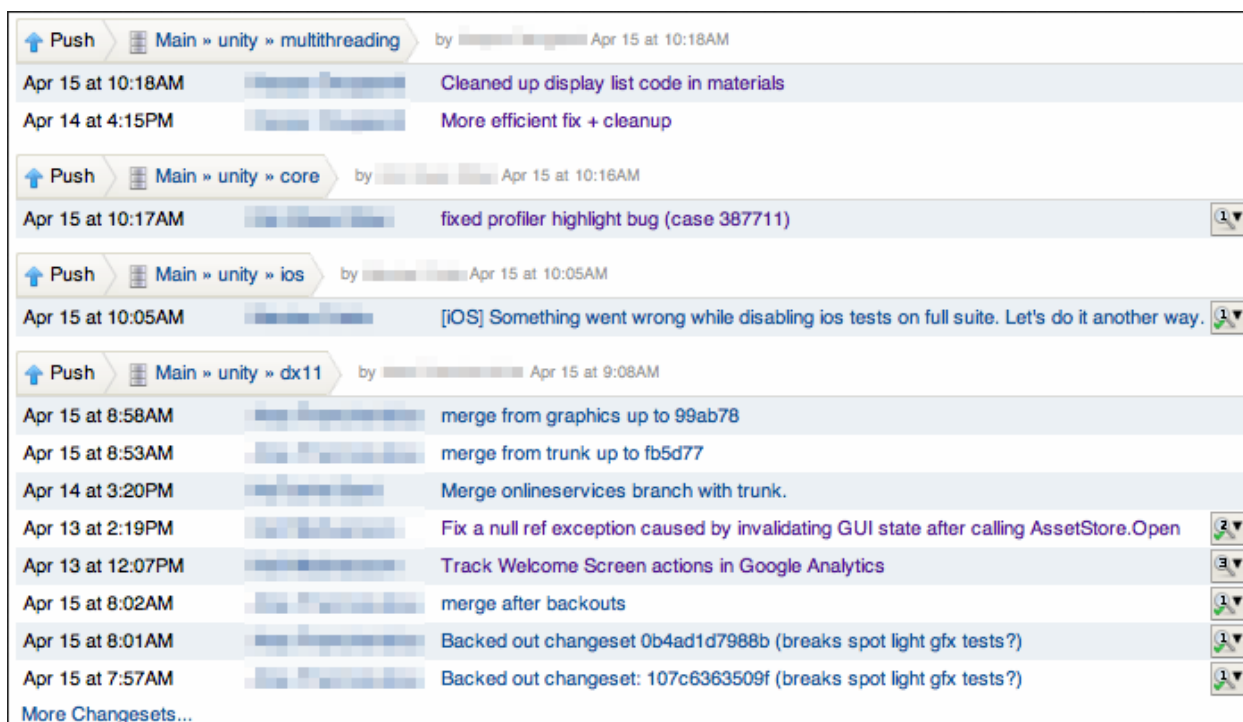 Push Main » unity » multithreading by Apr 15 at 10:18AM
Apr 15 at 10:18AM Cleaned up display list code in materials
Apr 14 at 4:15PM More efficient fix + cleanup
Push Main » unity » core by Apr 15 at 10:16AM
Apr 15 at 10:17AM fixed profiler highlight bug (case 387711) 1
Push Main » unity » ios by Apr 15 at 10:05AM
Apr 15 at 10:05AM [iOS] Something went wrong while disabling ios tests on full suite. Let's do it another way. 1
Push Main » unity » dx11 by Apr 15 at 9:08AM
Apr 15 at 8:58AM merge from graphics up to 99ab78
Apr 15 at 8:53AM merge from trunk up to fb5d77
Apr 14 at 3:20PM Merge onlineservices branch with trunk.
Apr 13 at 2:19PM Fix a null ref exception caused by invalidating GUI state after calling AssetStore.Open 2
Apr 13 at 12:07PM Track Welcome Screen actions in Google Analytics 3
Apr 15 at 8:02AM merge after backouts 1
Apr 15 at 8:01AM Backed out changeset 0b4ad1d7988b (breaks spot light gfx tests?) 1
Apr 15 at 7:57AM Backed out changeset: 107c6363509f (breaks spot light gfx tests?) 1
More Changesets...